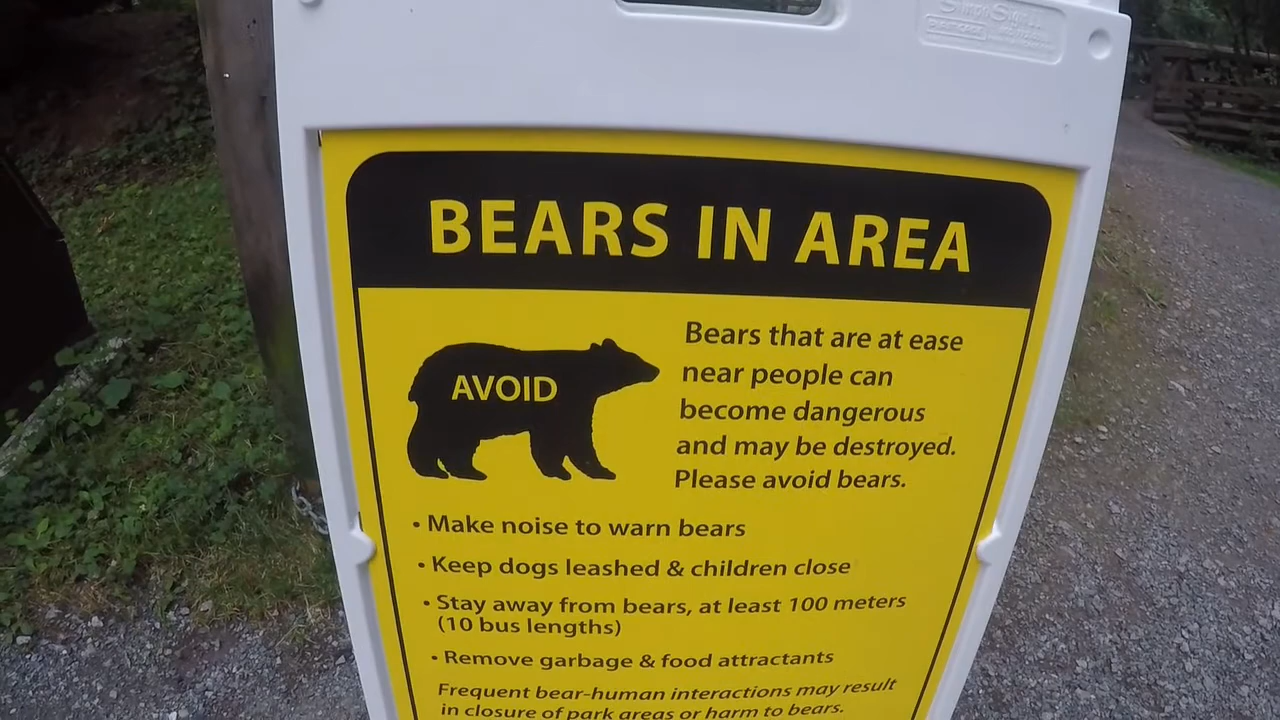 BEARS IN AREA
AVOID
Bears that are at ease
near people can
become dangerous
and may be destroyed.
Please avoid bears.
• Make noise to warn bears
• Keep dogs leashed & children close
• Stay away from bears, at least 100 meters
(10 bus lengths)
• Remove garbage & food attractants
Frequent bear-human interactions may result
in closure of park areas or harm to bears.